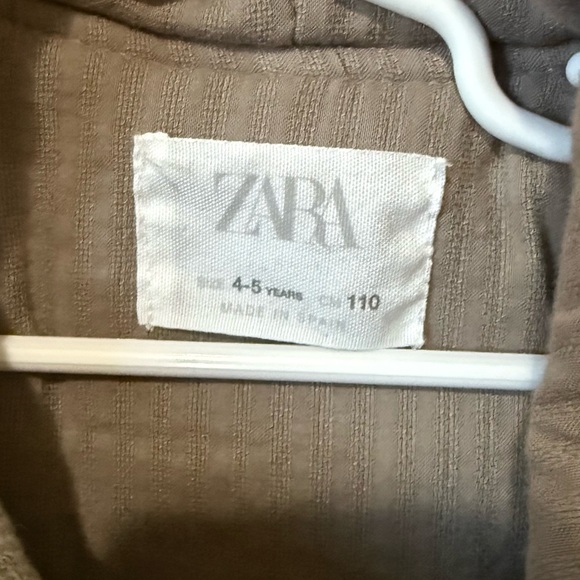 ZARA
SIZE 4-5 YEARS CM 110
MADE IN SPAIN